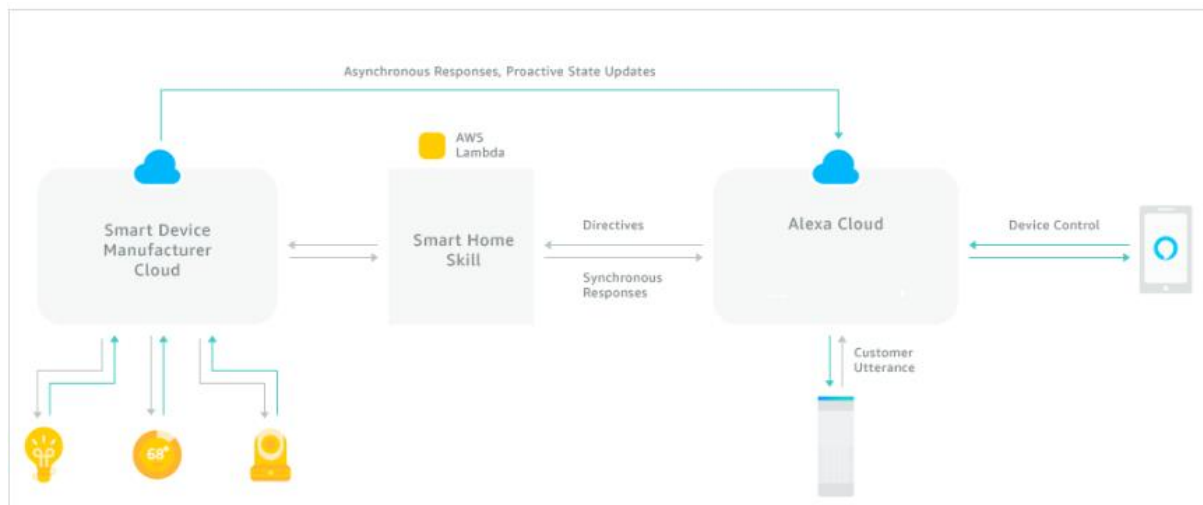 Asynchronous Responses, Proactive State Updates
AWS
Lambda
Smart Device
Manufacturer
Cloud
Smart Home
Skill
Directives
Synchronous
Responses
Alexa Cloud
Device Control
Customer
Utterance
68°